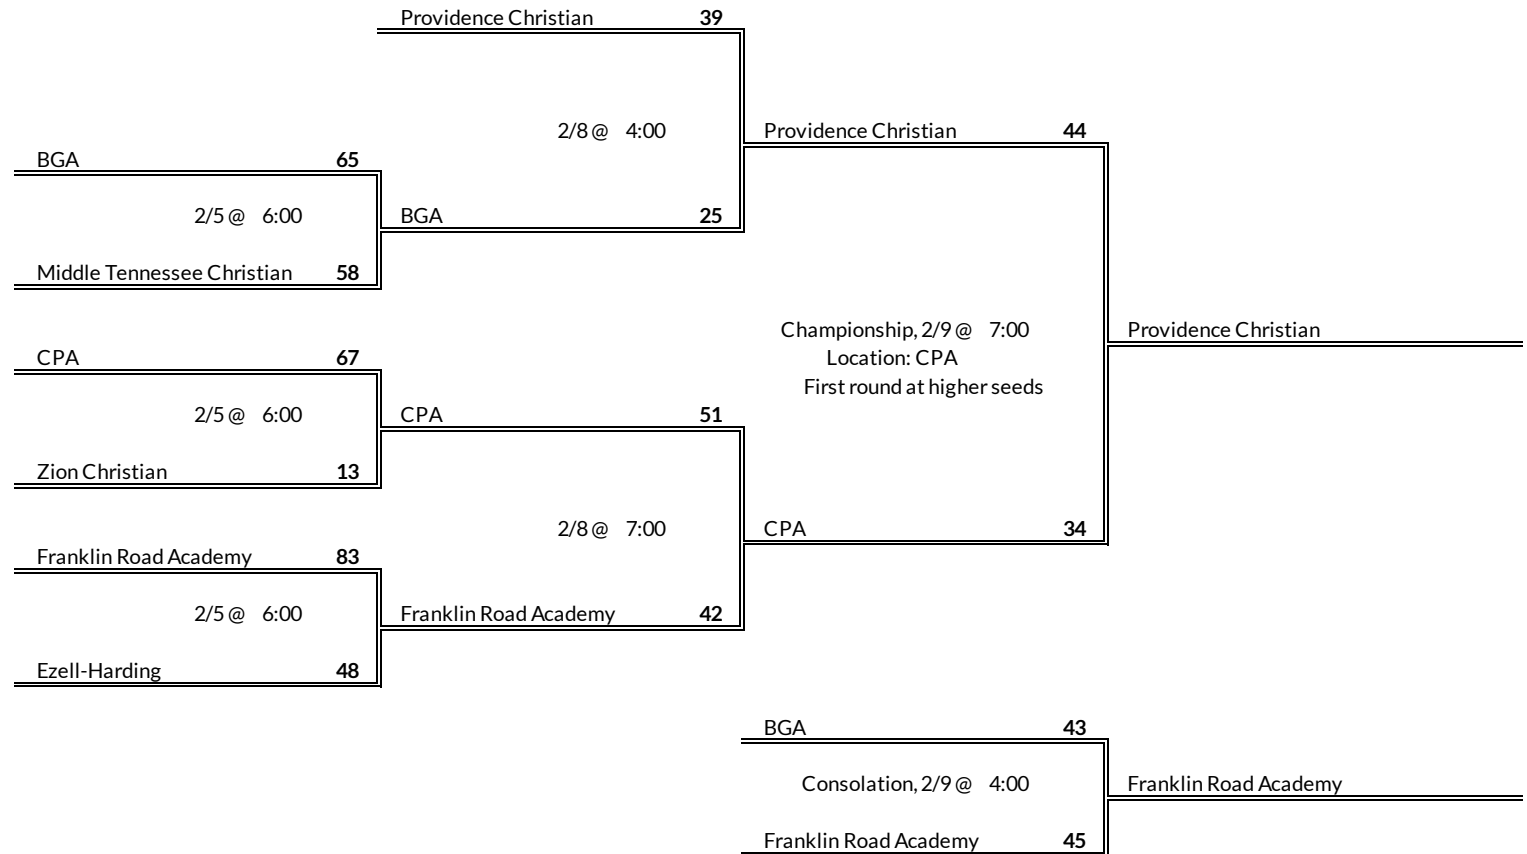 Providence Christian 39
2/8 @ 4:00
Providence Christian 44
BGA 65
2/5 @ 6:00
BGA 25
Middle Tennessee Christian 58
Championship, 2/9 @ 7:00
Providence Christian
CPA 67
Location: CPA
First round at higher seeds
2/5 @ 6:00
CPA 51
Zion Christian 13
2/8 @ 7:00
CPA 34
Franklin Road Academy 83
2/5 @ 6:00
Franklin Road Academy 42
Ezell-Harding 48
BGA 43
Consolation, 2/9 @ 4:00
Franklin Road Academy
Franklin Road Academy 45